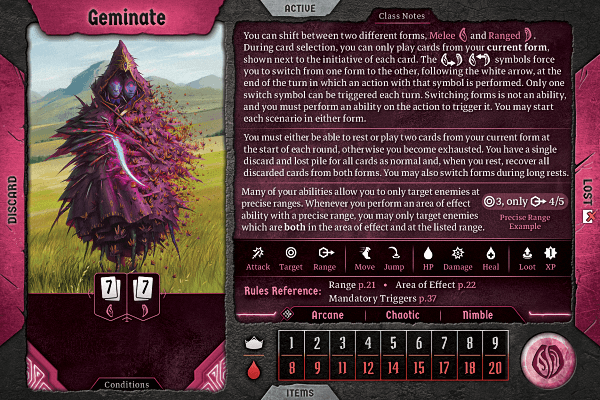 Geminate
ACTIVE
Class Notes
You can shift between two different forms, Melee and Ranged .
During card selection, you can only play cards from your current form,
shown next to the initiative of each card. The symbols force
you to switch from one form to the other, following the white arrow, at the
end of the turn in which an action with that symbol is performed. Only one
switch symbol can be triggered each turn. Switching forms is not an ability,
and you must perform an ability on the action to trigger it. You may start
each scenario in either form.
You must either be able to rest or play two cards from your current form at
the start of each round, otherwise you become exhausted. You have a single
discard and lost pile for all cards as normal and, when you rest, recover all
discarded cards from both forms. You may also switch forms during long rests.
Many of your abilities allow you to only target enemies at
precise ranges. Whenever you perform an area of effect
ability with a precise range, you may only target enemies
which are both in the area of effect and at the listed range.
3, only 4/5
Precise Range
Example
Attack Target Range Move Jump HP Damage Heal Loot XP
Rules Reference: Range p.21 • Area of Effect p.22
Mandatory Triggers p.37
Arcane | Chaotic | Nimble
1 2 3 4 5 6 7 8 9
8 9 11 12 14 15 17 18 20
7 7
DISCARD
LOST
Conditions
ITEMS